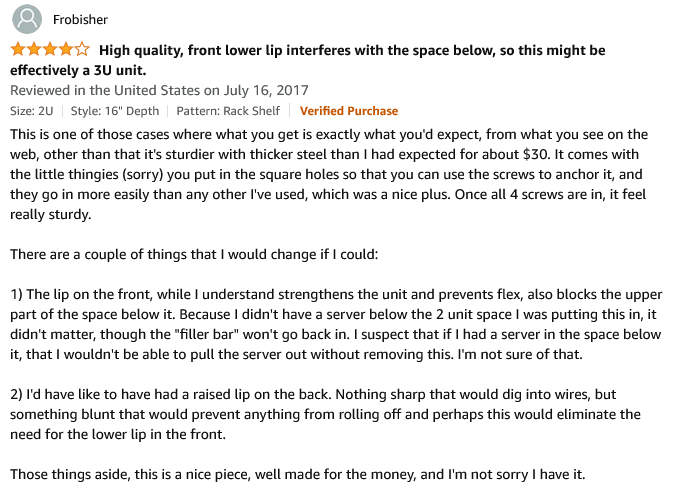 Frobisher
High quality, front lower lip interferes with the space below, so this might be
effectively a 3U unit.
Reviewed in the United States on July 16, 2017
Size: 2U | Style: 16" Depth | Pattern: Rack Shelf | Verified Purchase
This is one of those cases where what you get is exactly what you'd expect, from what you see on the
web, other than that it's sturdier with thicker steel than I had expected for about $30. It comes with
the little thingies (sorry) you put in the square holes so that you can use the screws to anchor it, and
they go in more easily than any other I've used, which was a nice plus. Once all 4 screws are in, it feel
really sturdy.
There are a couple of things that I would change if I could:
1) The lip on the front, while I understand strengthens the unit and prevents flex, also blocks the upper
part of the space below it. Because I didn't have a server below the 2 unit space I was putting this in, it
didn't matter, though the "filler bar" won't go back in. I suspect that if I had a server in the space below
it, that I wouldn't be able to pull the server out without removing this. I'm not sure of that.
2) I'd have like to have had a raised lip on the back. Nothing sharp that would dig into wires, but
something blunt that would prevent anything from rolling off and perhaps this would eliminate the
need for the lower lip in the front.
Those things aside, this is a nice piece, well made for the money, and I'm not sorry I have it.